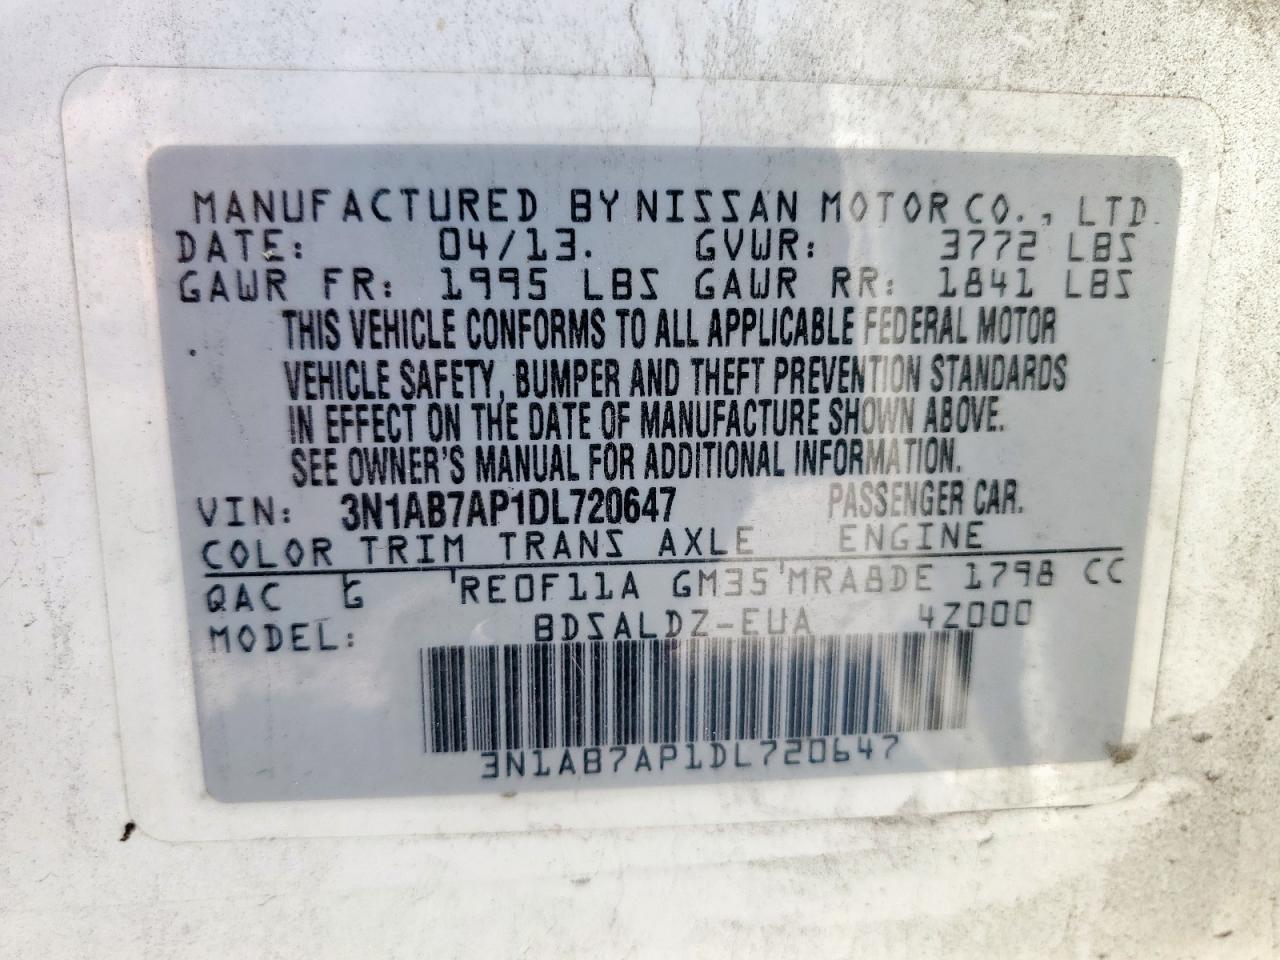 MANUFACTURED BY NISSAN MOTOR CO., LTD.
DATE: 04/13. GVWR: 3772 LBS
GAWR FR: 1995 LBS GAWR RR: 1841 LBS
THIS VEHICLE CONFORMS TO ALL APPLICABLE FEDERAL MOTOR
VEHICLE SAFETY, BUMPER AND THEFT PREVENTION STANDARDS
IN EFFECT ON THE DATE OF MANUFACTURE SHOWN ABOVE.
SEE OWNER'S MANUAL FOR ADDITIONAL INFORMATION.
VIN: 3N1AB7AP1DL720647 PASSENGER CAR.
COLOR TRIM TRANS AXLE ENGINE
QAC G 'RE0F11A GM35'MRA8DE 1798 CC
MODEL: BDSALDZ-EUA 4Z000
3N1AB7AP1DL720647